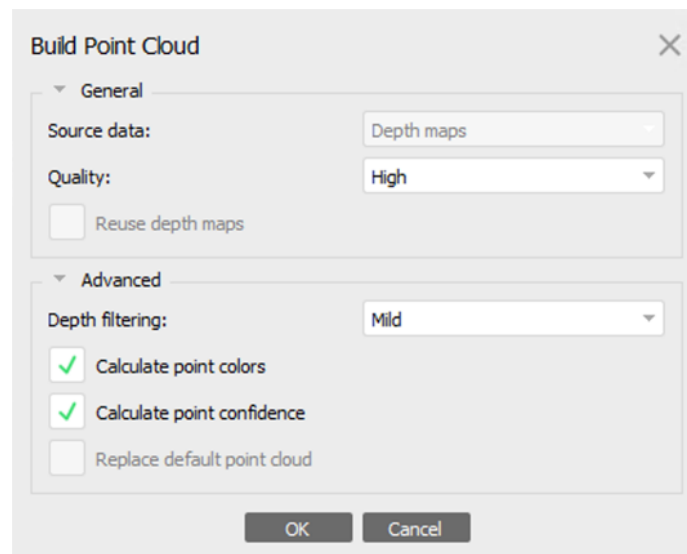 Build Point Cloud
General
Source data: Depth maps
Quality: High
Reuse depth maps
Advanced
Depth filtering: Mild
Calculate point colors
Calculate point confidence
Replace default point cloud
OK Cancel